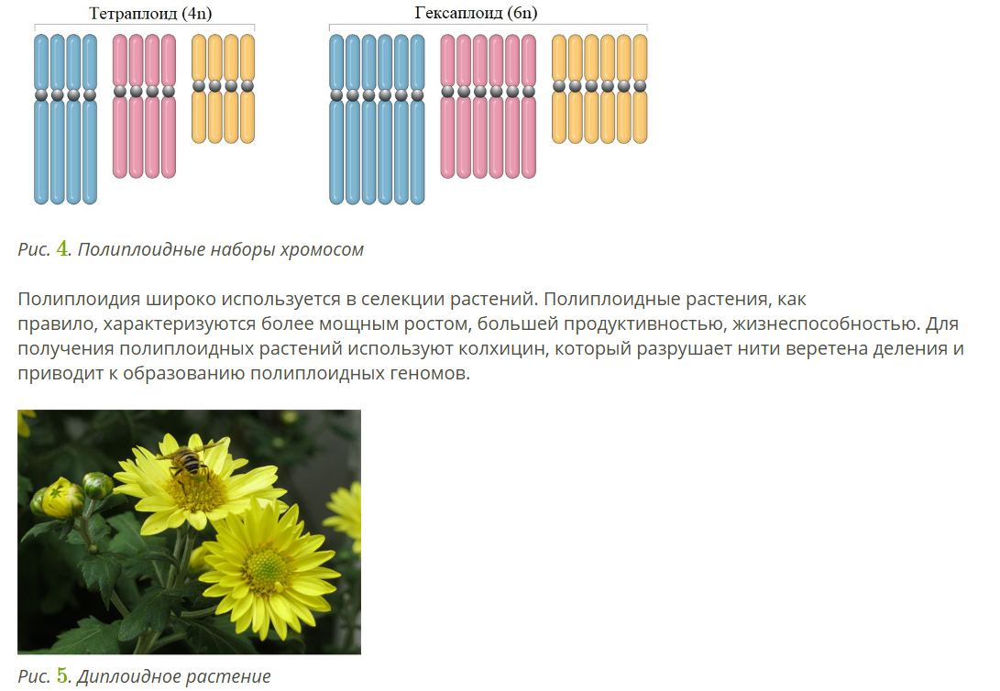 Тетраплоид (4n)
Гексаплоид (6n)
Рис. 4. Полиплоидные наборы хромосом
Полиплоидия широко используется в селекции растений. Полиплоидные растения, как
правило, характеризуются более мощным ростом, большей продуктивностью, жизнеспособностью. Для
получения полиплоидных растений используют колхицин, который разрушает нити веретена деления и
приводит к образованию полиплоидных геномов.
Рис. 5. Диплоидное растение